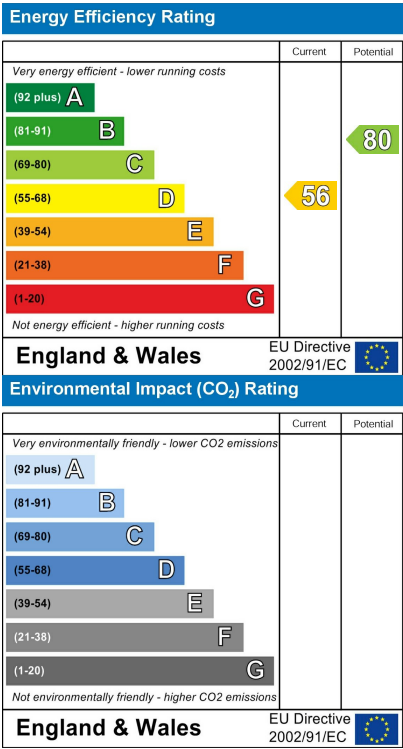 Energy Efficiency Rating
Current Potential
Very energy efficient - lower running costs
(92 plus) A
(81-91) B
80
(69-80) C
(55-68) D
56
(39-54) E
(21-38) F
(1-20) G
Not energy efficient - higher running costs
England & Wales
EU Directive
2002/91/EC
Environmental Impact (CO₂) Rating
Current Potential
Very environmentally friendly - lower CO2 emissions
(92 plus) A
(81-91) B
(69-80) C
(55-68) D
(39-54) E
(21-38) F
(1-20) G
Not environmentally friendly - higher CO2 emissions
England & Wales
EU Directive
2002/91/EC